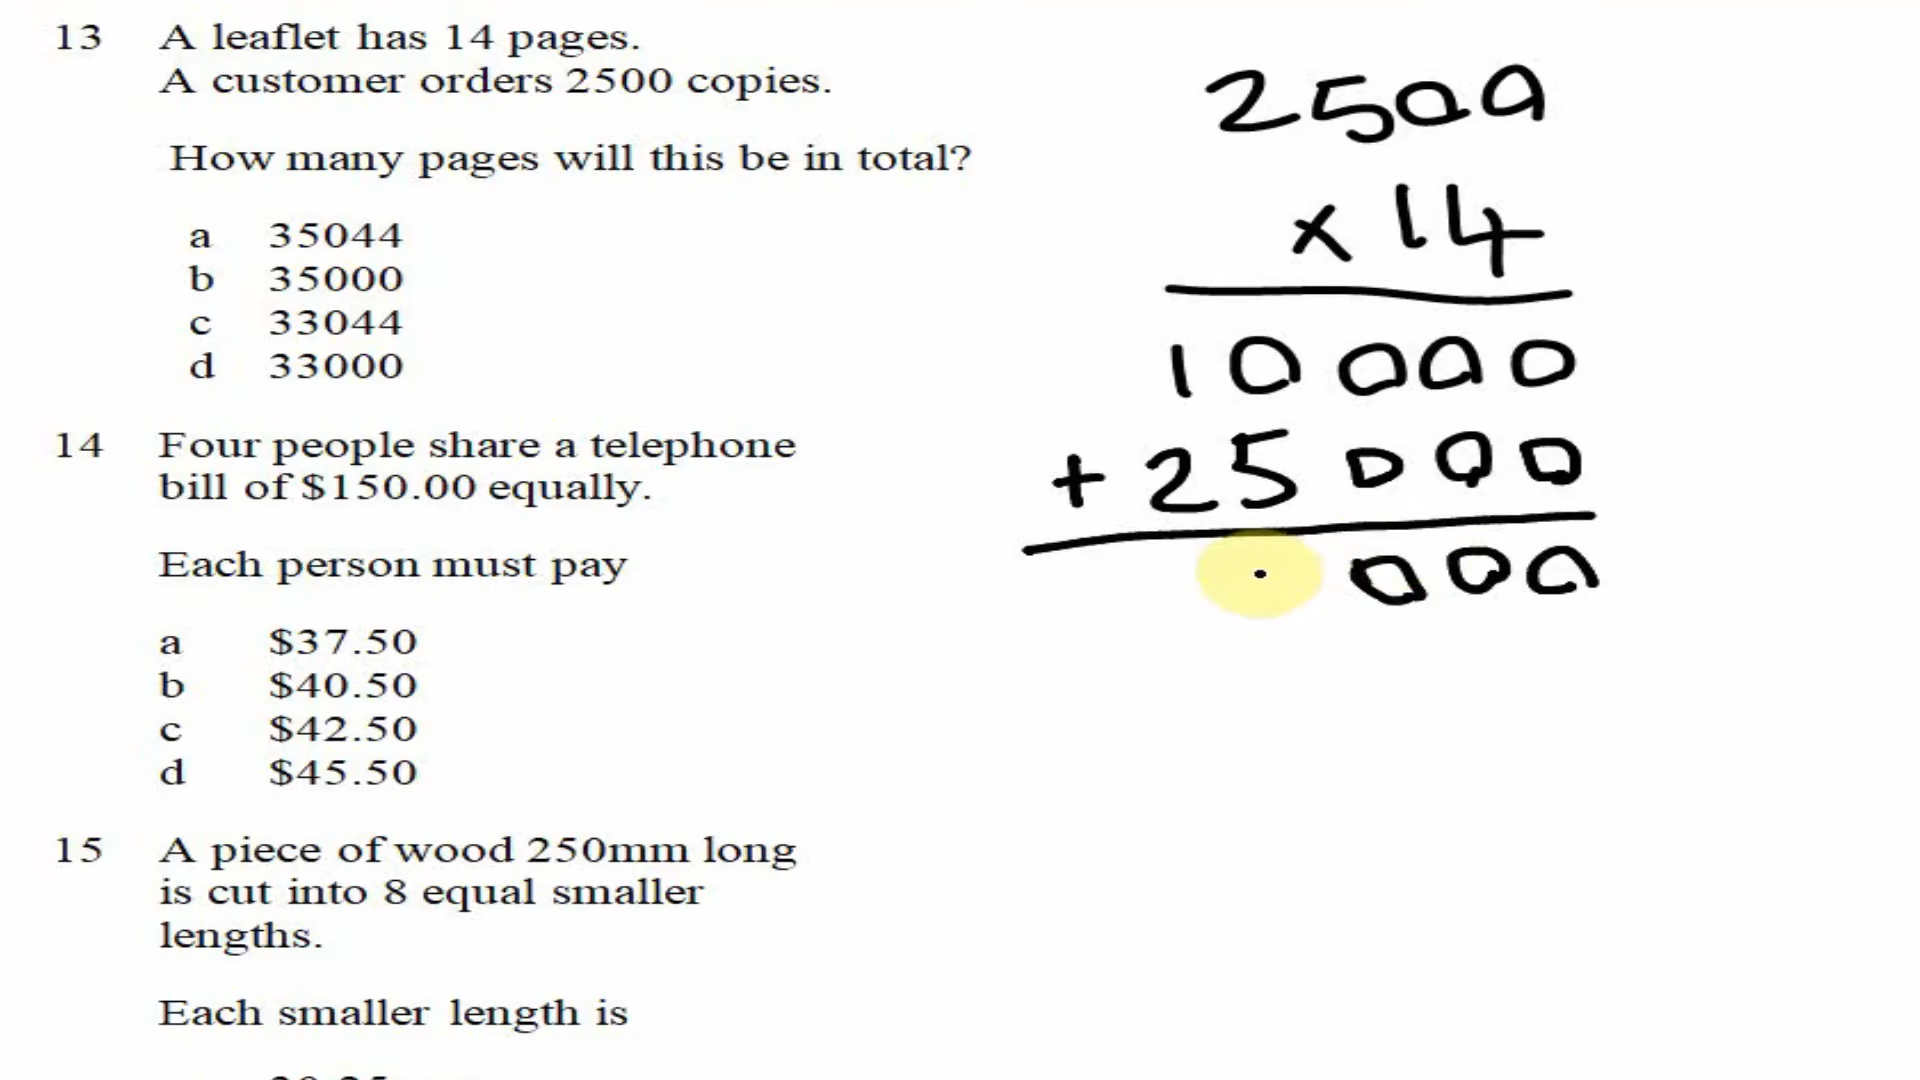 13 A leaflet has 14 pages.
A customer orders 2500 copies.
How many pages will this be in total?
a 35044
b 35000
c 33044
d 33000
14 Four people share a telephone
bill of $150.00 equally.
Each person must pay
a $37.50
b $40.50
c $42.50
d $45.50
15 A piece of wood 250mm long
is cut into 8 equal smaller
lengths.
Each smaller length is
2500
x 14
10000
+ 25000
000